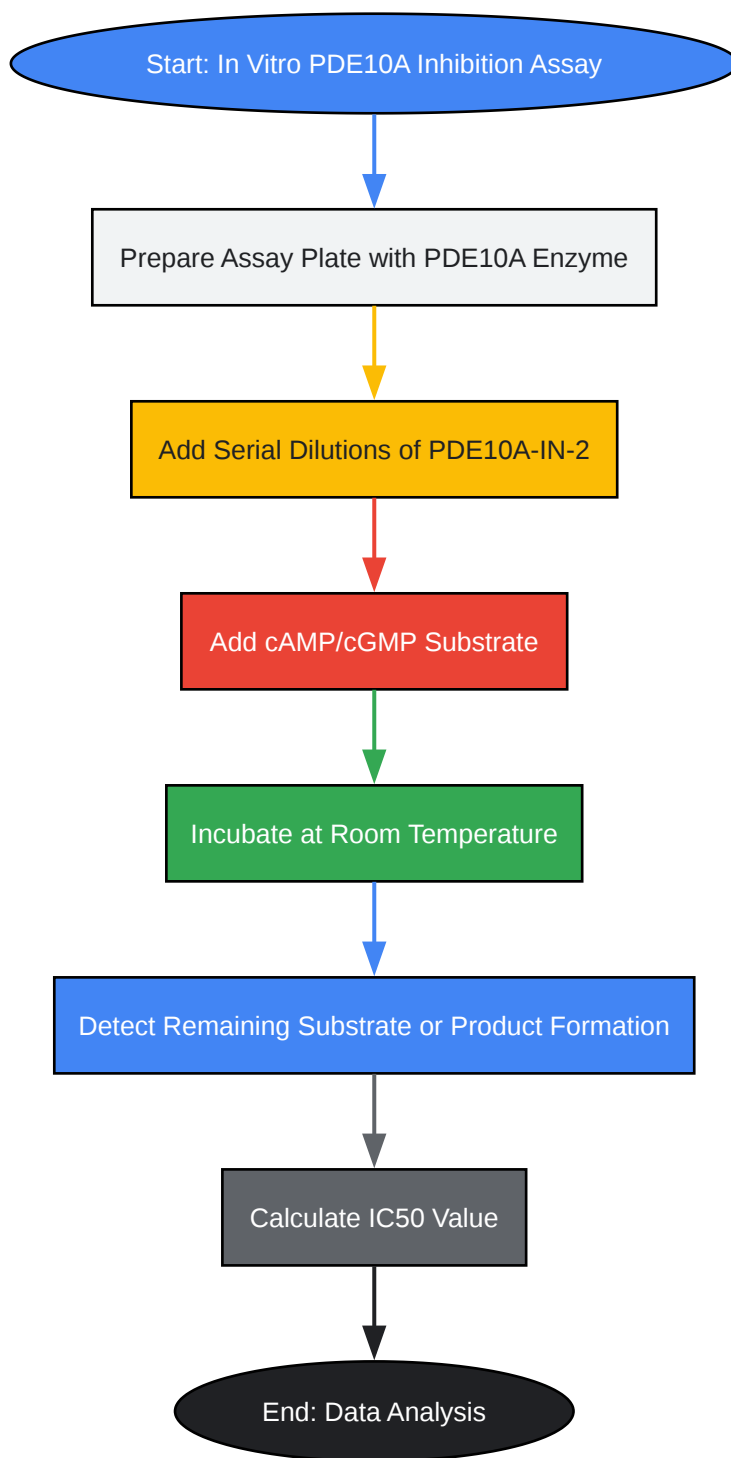 Start: In Vitro PDE10A Inhibition Assay
Prepare Assay Plate with PDE10A Enzyme
Add Serial Dilutions of PDE10A-IN-2
Add cAMP/cGMP Substrate
Incubate at Room Temperature
Detect Remaining Substrate or Product Formation
Calculate IC50 Value
End: Data Analysis